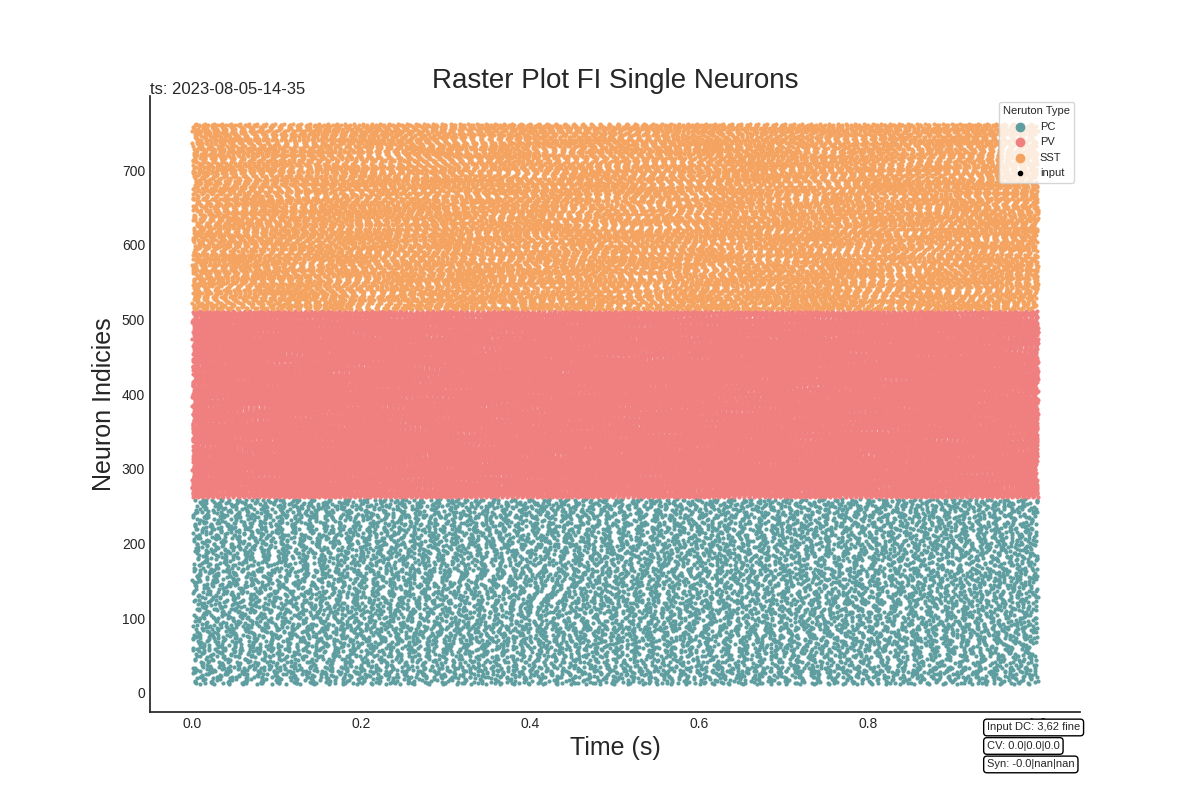 Raster Plot FI Single Neurons
ts: 2023-08-05-14-35
Neruton Type
PC
PV
SST
input
Neuron Indicies
700
600
500
400
300
200
100
0
0.0 0.2 0.4 0.6 0.8
Time (s)
Input DC: 3,62 fine
CV: 0.0|0.0|0.0
Syn: -0.0|nan|nan